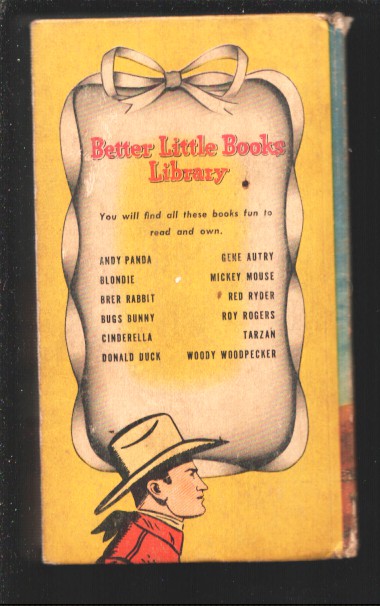 Better Little Books
Library
You will find all these books fun to
read and own.
ANDY PANDA GENE AUTRY
BLONDIE MICKEY MOUSE
BRER RABBIT RED RYDER
BUGS BUNNY ROY ROGERS
CINDERELLA TARZAN
DONALD DUCK WOODY WOODPECKER